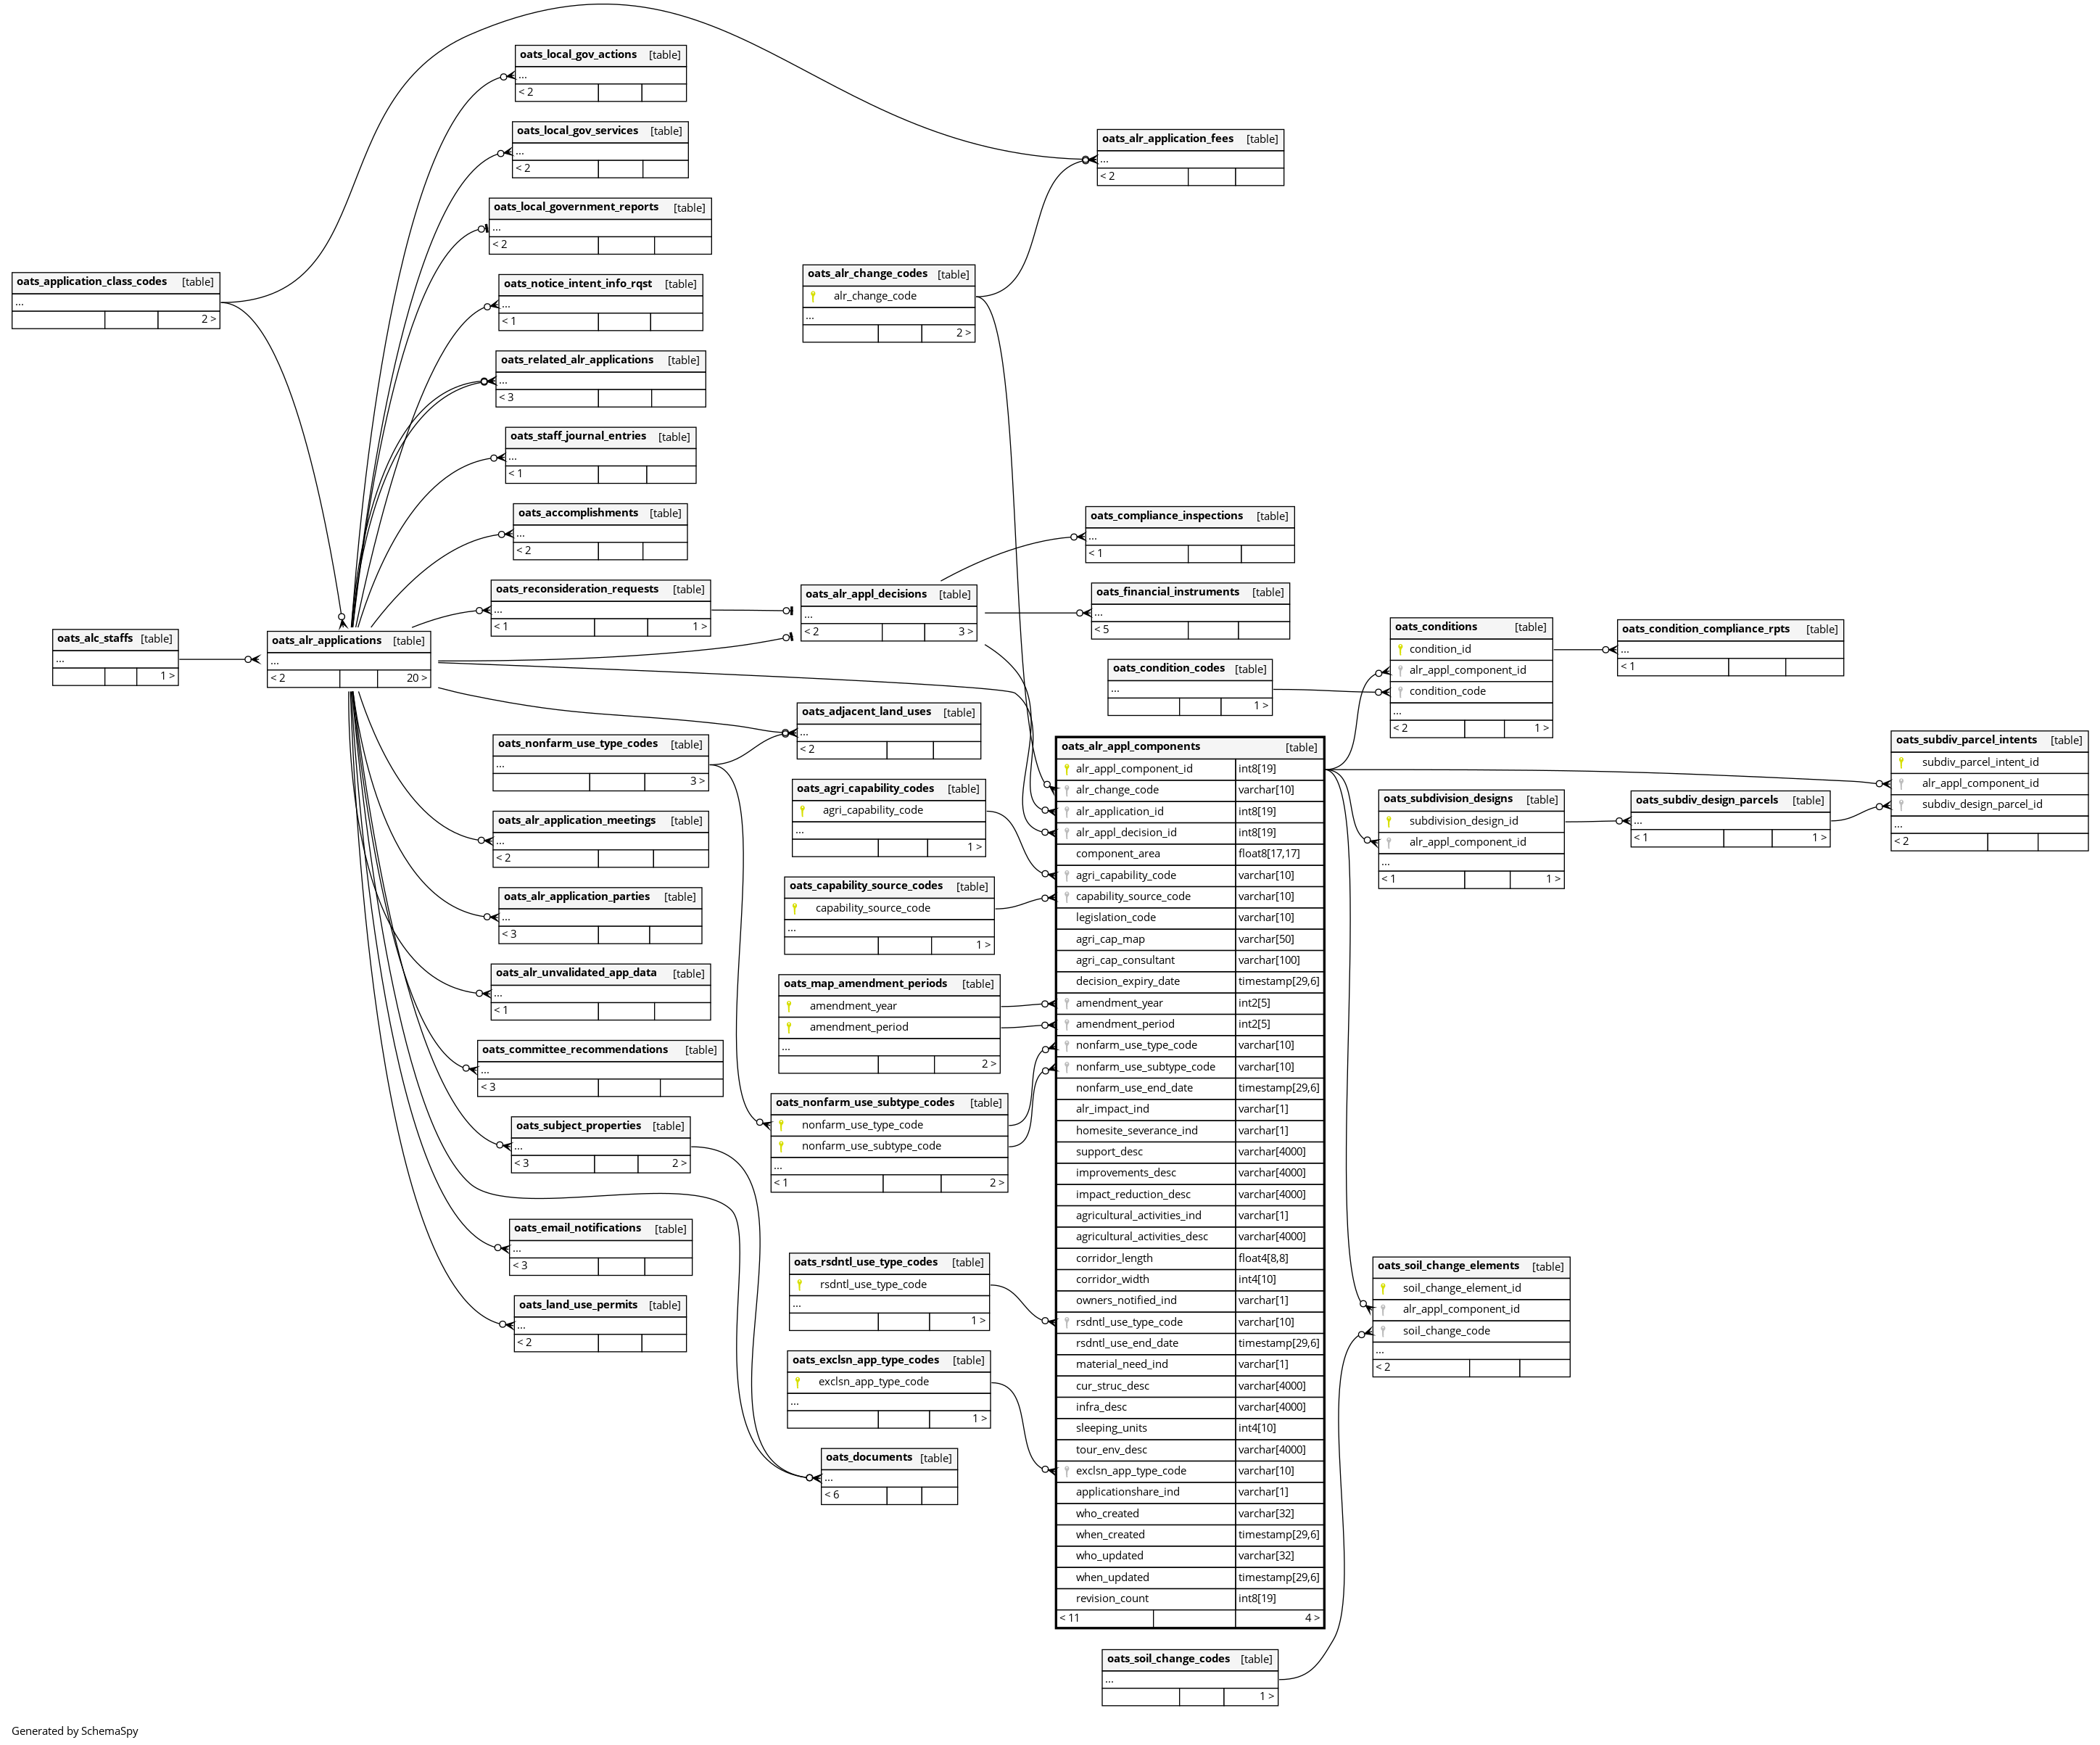 oats_local_gov_actions [table]
...
< 2
oats_local_gov_services [table]
...
< 2
oats_local_government_reports [table]
...
< 2
oats_notice_intent_info_rqst [table]
...
< 1
oats_related_alr_applications [table]
...
< 3
oats_staff_journal_entries [table]
...
< 1
oats_accomplishments [table]
...
< 2
oats_reconsideration_requests [table]
...
< 1 1 >
oats_application_class_codes [table]
...
2 >
oats_alc_staffs [table]
...
1 >
oats_alr_applications [table]
...
< 2 20 >
oats_nonfarm_use_type_codes [table]
...
3 >
oats_alr_application_meetings [table]
...
< 2
oats_alr_application_parties [table]
...
< 3
oats_alr_unvalidated_app_data [table]
...
< 1
oats_committee_recommendations [table]
...
< 3
oats_subject_properties [table]
...
< 3 2 >
oats_email_notifications [table]
...
< 3
oats_land_use_permits [table]
...
< 2
oats_alr_change_codes [table]
alr_change_code
...
2 >
oats_alr_appl_decisions [table]
...
< 2 3 >
oats_adjacent_land_uses [table]
...
< 2
oats_agri_capability_codes [table]
agri_capability_code
...
1 >
oats_capability_source_codes [table]
capability_source_code
...
1 >
oats_map_amendment_periods [table]
amendment_year
amendment_period
...
2 >
oats_nonfarm_use_subtype_codes [table]
nonfarm_use_type_code
nonfarm_use_subtype_code
...
< 1 2 >
oats_rsdntl_use_type_codes [table]
rsdntl_use_type_code
...
1 >
oats_exclsn_app_type_codes [table]
exclsn_app_type_code
...
1 >
oats_documents [table]
...
< 6
oats_alr_application_fees [table]
...
< 2
oats_compliance_inspections [table]
...
< 1
oats_financial_instruments [table]
...
< 5
oats_condition_codes [table]
...
1 >
oats_alr_appl_components [table]
alr_appl_component_id int8[19]
alr_change_code varchar[10]
alr_application_id int8[19]
alr_appl_decision_id int8[19]
component_area float8[17,17]
agri_capability_code varchar[10]
capability_source_code varchar[10]
legislation_code varchar[10]
agri_cap_map varchar[50]
agri_cap_consultant varchar[100]
decision_expiry_date timestamp[29,6]
amendment_year int2[5]
amendment_period int2[5]
nonfarm_use_type_code varchar[10]
nonfarm_use_subtype_code varchar[10]
nonfarm_use_end_date timestamp[29,6]
alr_impact_ind varchar[1]
homesite_severance_ind varchar[1]
support_desc varchar[4000]
improvements_desc varchar[4000]
impact_reduction_desc varchar[4000]
agricultural_activities_ind varchar[1]
agricultural_activities_desc varchar[4000]
corridor_length float4[8,8]
corridor_width int4[10]
owners_notified_ind varchar[1]
rsdntl_use_type_code varchar[10]
rsdntl_use_end_date timestamp[29,6]
material_need_ind varchar[1]
cur_struc_desc varchar[4000]
infra_desc varchar[4000]
sleeping_units int4[10]
tour_env_desc varchar[4000]
exclsn_app_type_code varchar[10]
applicationshare_ind varchar[1]
who_created varchar[32]
when_created timestamp[29,6]
who_updated varchar[32]
when_updated timestamp[29,6]
revision_count int8[19]
< 11 4 >
oats_soil_change_codes [table]
...
1 >
oats_conditions [table]
condition_id
alr_appl_component_id
condition_code
...
< 2 1 >
oats_subdivision_designs [table]
subdivision_design_id
alr_appl_component_id
...
< 1 1 >
oats_soil_change_elements [table]
soil_change_element_id
alr_appl_component_id
soil_change_code
...
< 2
oats_condition_compliance_rpts [table]
...
< 1
oats_subdiv_design_parcels [table]
...
< 1 1 >
oats_subdiv_parcel_intents [table]
subdiv_parcel_intent_id
alr_appl_component_id
subdiv_design_parcel_id
...
< 2
Generated by SchemaSpy